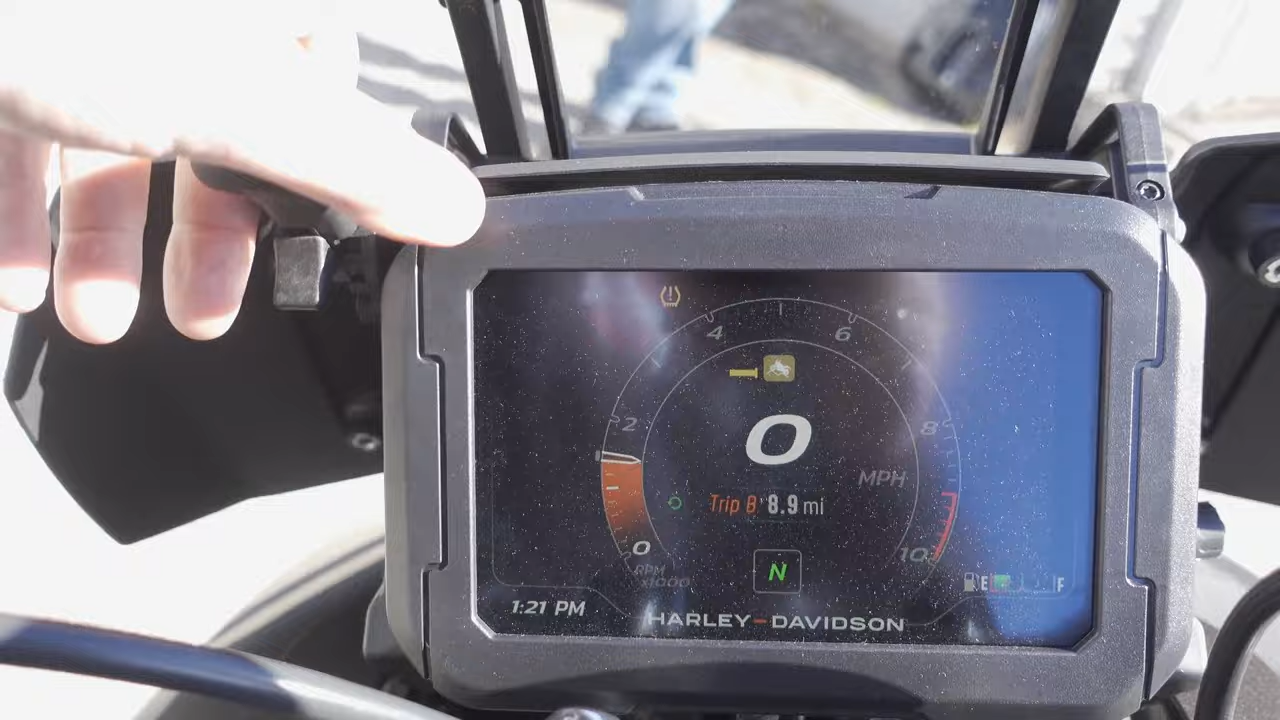 4 6
2 8
0
MPH
Trip B 8.9 mi
0 10
RPM
x1000
N
E F
1:21 PM
HARLEY-DAVIDSON